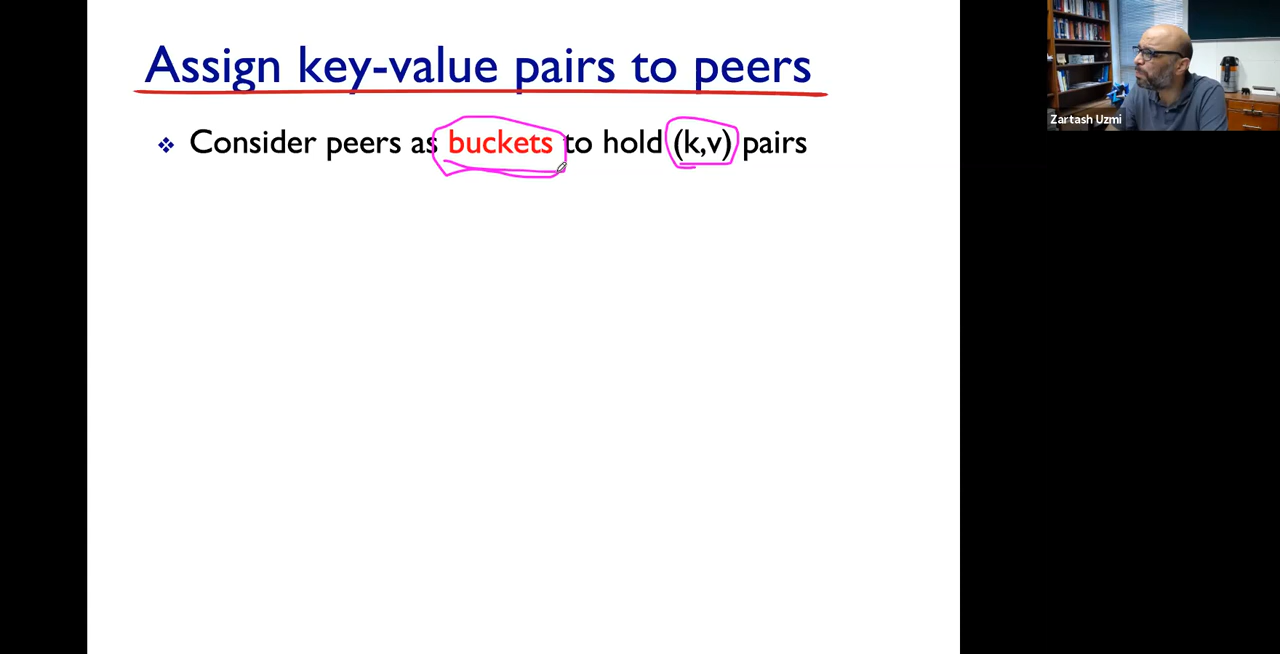 Assign key-value pairs to peers
Consider peers as buckets to hold (k,v) pairs
Zartash Uzmi